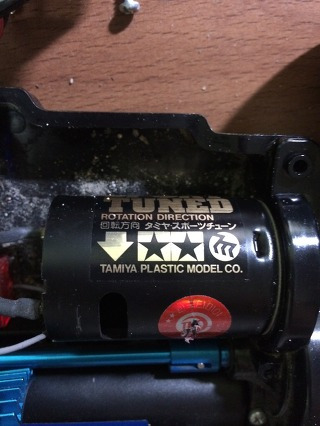 TUNED
ROTATION DIRECTION
回転方向 タミヤ・スポーツチューン
TAMIYA PLASTIC MODEL CO.